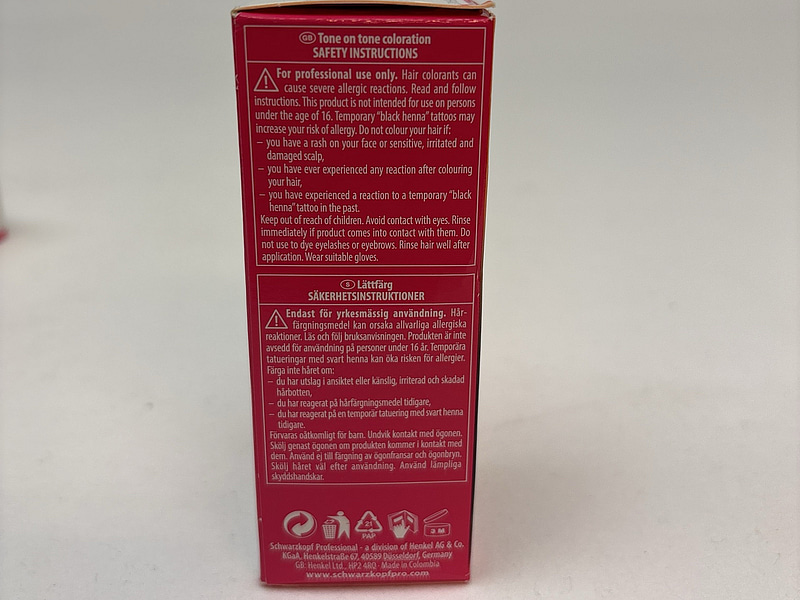 GB Tone on tone coloration
SAFETY INSTRUCTIONS
For professional use only. Hair colorants can
cause severe allergic reactions. Read and follow
instructions. This product is not intended for use on persons
under the age of 16. Temporary "black henna" tattoos may
increase your risk of allergy. Do not colour your hair if:
– you have a rash on your face or sensitive, irritated and
damaged scalp,
– you have ever experienced any reaction after colouring
your hair,
– you have experienced a reaction to a temporary "black
henna" tattoo in the past.
Keep out of reach of children. Avoid contact with eyes. Rinse
immediately if product comes into contact with them. Do
not use to dye eyelashes or eyebrows. Rinse hair well after
application. Wear suitable gloves.
S Lättfärg
SÄKERHETSINSTRUKTIONER
Endast för yrkesmässig användning. Hår-
färgningsmedel kan orsaka allvarliga allergiska
reaktioner. Läs och följ bruksanvisningen. Produkten är inte
avsedd för användning på personer under 16 år. Temporära
tatueringar med svart henna kan öka risken för allergier.
Färga inte håret om:
– du har utslag i ansiktet eller känslig, irriterad och skadad
hårbotten,
– du har reagerat på hårfärgningsmedel tidigare,
– du har reagerat på en temporär tatuering med svart henna
tidigare.
Förvaras oåtkomligt för barn. Undvik kontakt med ögonen.
Skölj genast ögonen om produkten kommer i kontakt med
dem. Använd ej till färgning av ögonfransar och ögonbryn.
Skölj håret väl efter användning. Använd lämpliga
skyddshandskar.
21
PAP
3 M
Schwarzkopf Professional - a division of Henkel AG & Co.
KGaA, Henkelstraße 67, 40589 Düsseldorf, Germany
GB: Henkel Ltd., HP2 4RQ · Made in Colombia
www.schwarzkopfpro.com